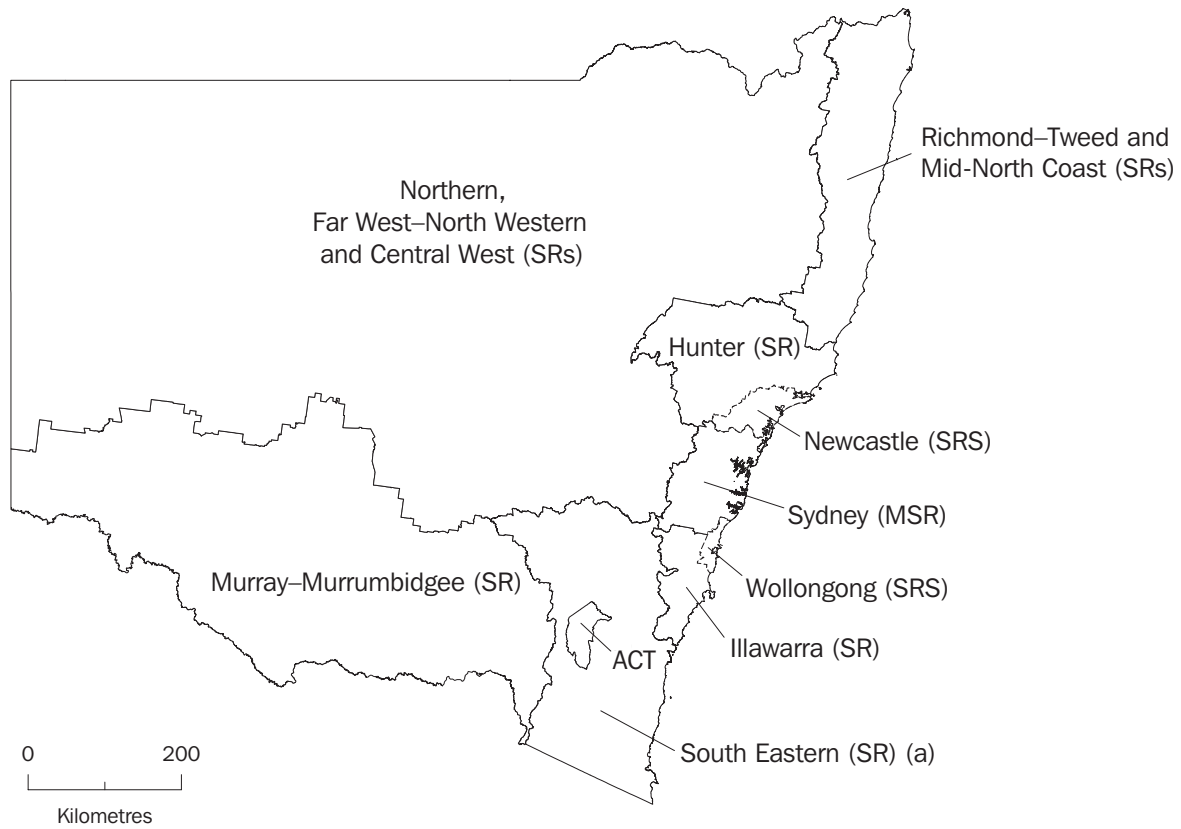 Richmond–Tweed and
Mid-North Coast (SRs)
Northern,
Far West–North Western
and Central West (SRs)
Hunter (SR)
Newcastle (SRS)
Sydney (MSR)
Murray–Murrumbidgee (SR)
Wollongong (SRS)
Illawarra (SR)
ACT
South Eastern (SR) (a)
0 200
Kilometres